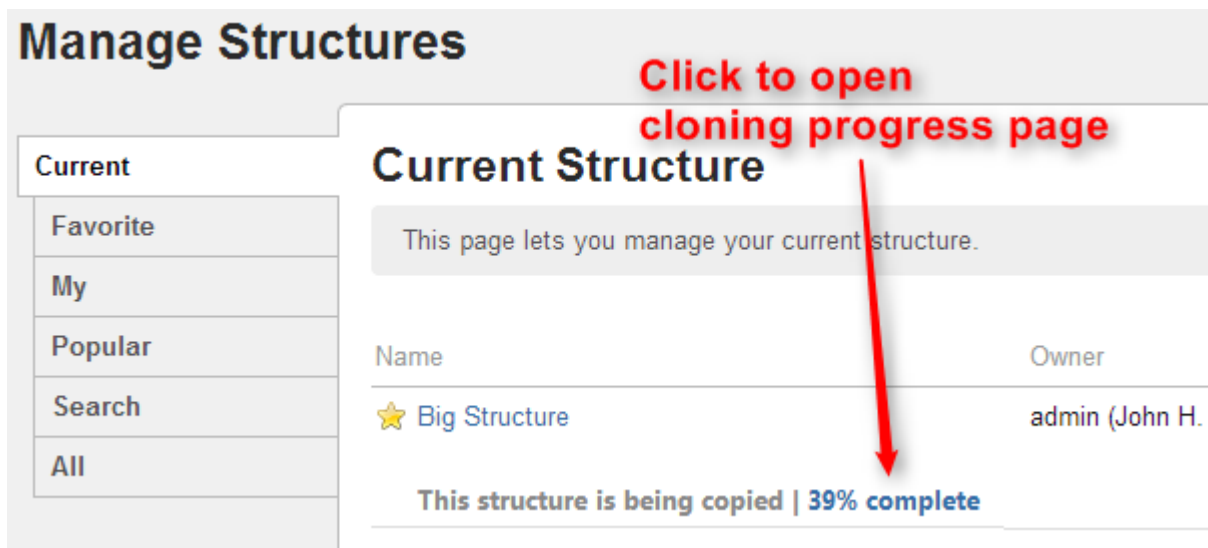 Manage Structures
Click to open
cloning progress page
Current
Favorite
My
Popular
Search
All
Current Structure
This page lets you manage your current structure.
Name Owner
Big Structure admin (John H.
This structure is being copied | 39% complete